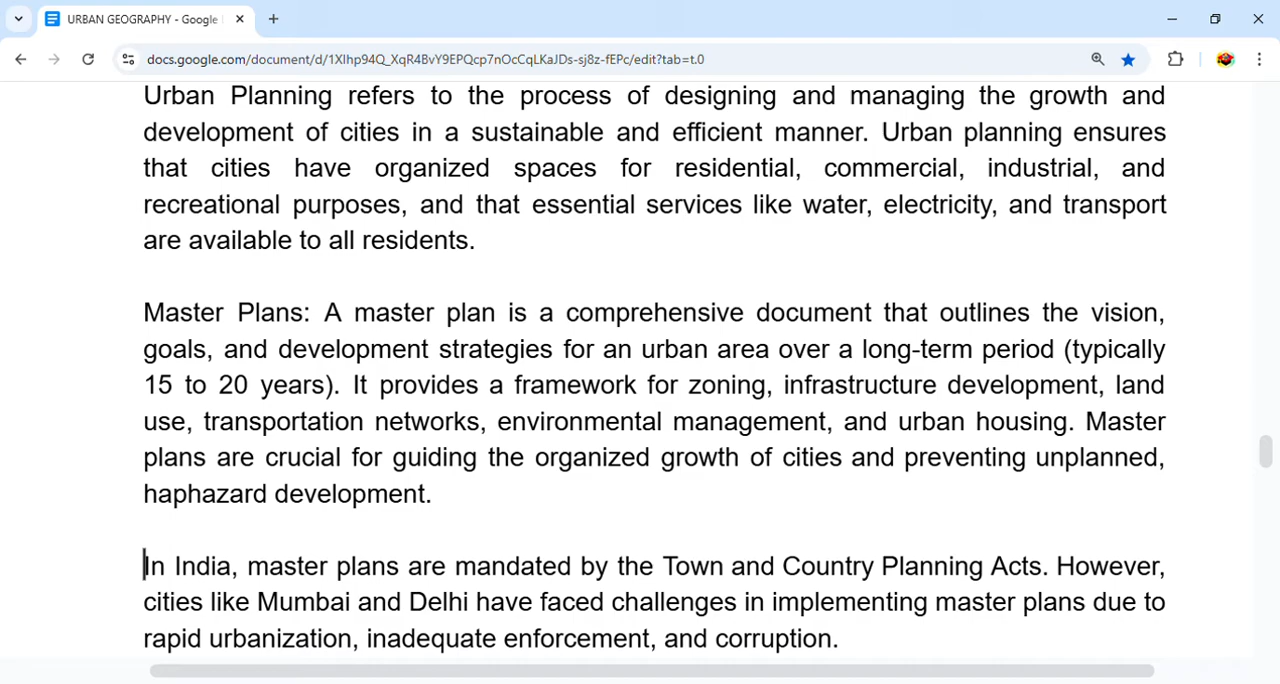 URBAN GEOGRAPHY - Google
docs.google.com/document/d/1XIhp94Q_XqR4BvY9EPQcp7nOcCqLKaJDs-sj8z-fEPc/edit?tab=t.0
Urban Planning refers to the process of designing and managing the growth and
development of cities in a sustainable and efficient manner. Urban planning ensures
that cities have organized spaces for residential, commercial, industrial, and
recreational purposes, and that essential services like water, electricity, and transport
are available to all residents.
Master Plans: A master plan is a comprehensive document that outlines the vision,
goals, and development strategies for an urban area over a long-term period (typically
15 to 20 years). It provides a framework for zoning, infrastructure development, land
use, transportation networks, environmental management, and urban housing. Master
plans are crucial for guiding the organized growth of cities and preventing unplanned,
haphazard development.
In India, master plans are mandated by the Town and Country Planning Acts. However,
cities like Mumbai and Delhi have faced challenges in implementing master plans due to
rapid urbanization, inadequate enforcement, and corruption.